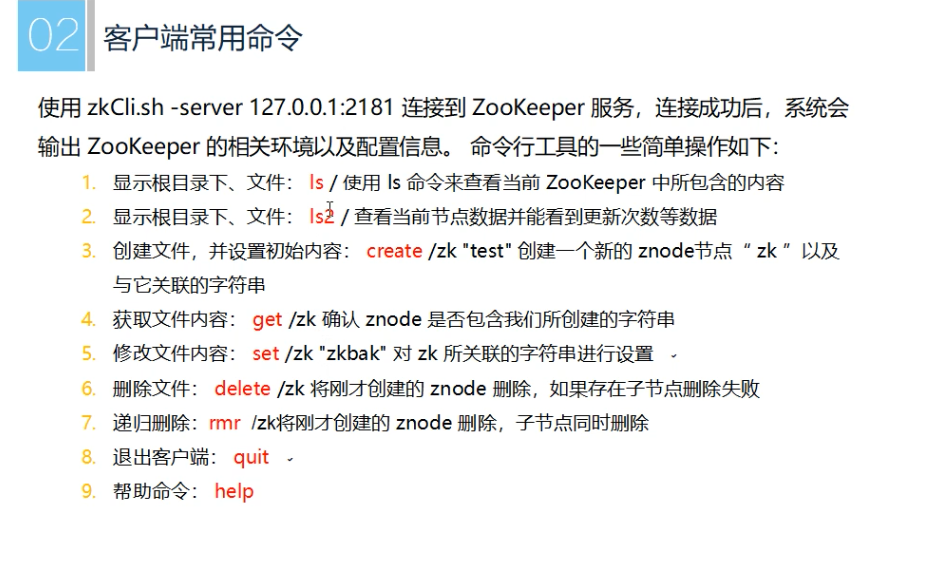 02 客户端常用命令
使用 zkCli.sh -server 127.0.0.1:2181 连接到 ZooKeeper 服务，连接成功后，系统会
输出 ZooKeeper 的相关环境以及配置信息。 命令行工具的一些简单操作如下：
1. 显示根目录下、文件： ls / 使用 ls 命令来查看当前 ZooKeeper 中所包含的内容
2. 显示根目录下、文件： ls2 / 查看当前节点数据并能看到更新次数等数据
3. 创建文件，并设置初始内容： create /zk "test" 创建一个新的 znode节点“ zk ”以及
与它关联的字符串
4. 获取文件内容： get /zk 确认 znode 是否包含我们所创建的字符串
5. 修改文件内容： set /zk "zkbak" 对 zk 所关联的字符串进行设置
6. 删除文件： delete /zk 将刚才创建的 znode 删除，如果存在子节点删除失败
7. 递归删除：rmr /zk将刚才创建的 znode 删除，子节点同时删除
8. 退出客户端： quit
9. 帮助命令： help